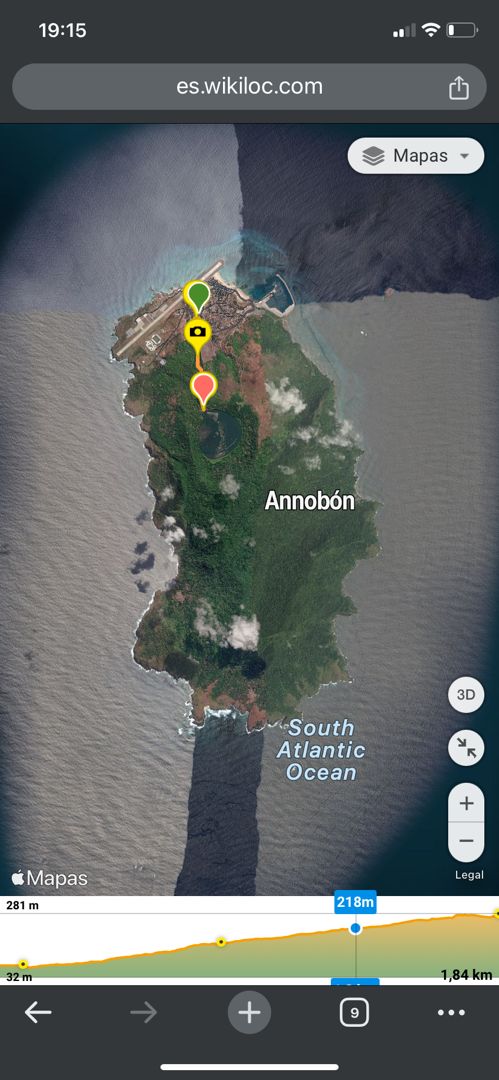 19:15
es.wikiloc.com
Mapas
Annobón
South
Atlantic
Ocean
3D
+
−
Legal
Mapas
281 m
218m
32 m
1,84 km
9